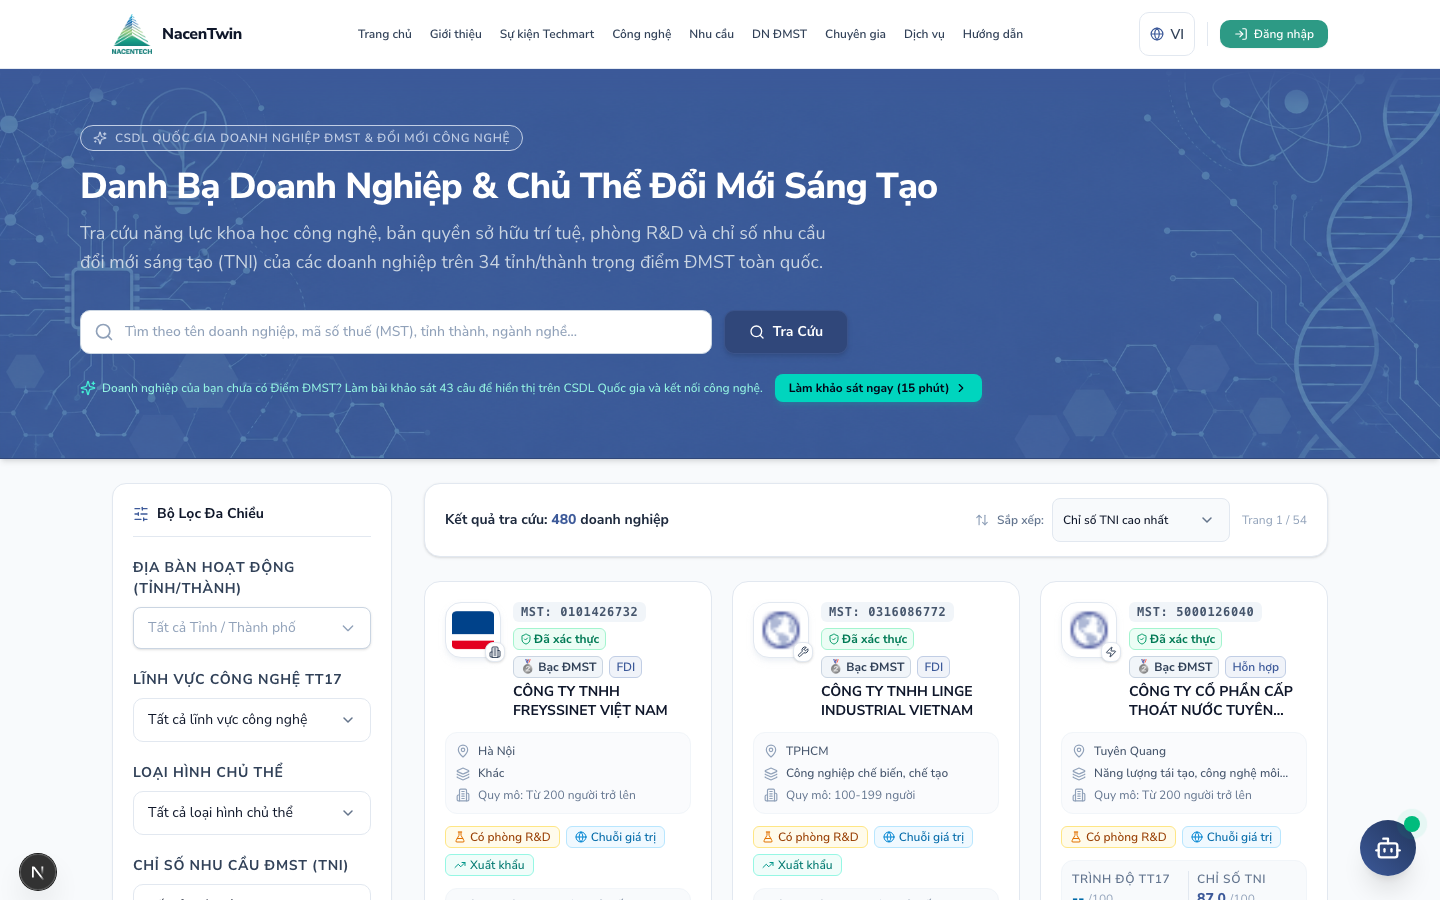 NACENTECH
NacenTwin
Trang chủ
Giới thiệu
Sự kiện Techmart
Công nghệ
Nhu cầu
DN ĐMST
Chuyên gia
Dịch vụ
Hướng dẫn
VI
Đăng nhập
CSDL QUỐC GIA DOANH NGHIỆP ĐMST & ĐỔI MỚI CÔNG NGHỆ
Danh Bạ Doanh Nghiệp & Chủ Thể Đổi Mới Sáng Tạo
Tra cứu năng lực khoa học công nghệ, bản quyền sở hữu trí tuệ, phòng R&D và chỉ số nhu cầu
đổi mới sáng tạo (TNI) của các doanh nghiệp trên 34 tỉnh/thành trọng điểm ĐMST toàn quốc.
Tìm theo tên doanh nghiệp, mã số thuế (MST), tỉnh thành, ngành nghề...
Tra Cứu
Doanh nghiệp của bạn chưa có Điểm ĐMST? Làm bài khảo sát 43 câu để hiển thị trên CSDL Quốc gia và kết nối công nghệ.
Làm khảo sát ngay (15 phút)
Bộ Lọc Đa Chiều
ĐỊA BÀN HOẠT ĐỘNG
(TỈNH/THÀNH)
Tất cả Tỉnh / Thành phố
LĨNH VỰC CÔNG NGHỆ TT17
Tất cả lĩnh vực công nghệ
LOẠI HÌNH CHỦ THỂ
Tất cả loại hình chủ thể
CHỈ SỐ NHU CẦU ĐMST (TNI)
Kết quả tra cứu: 480 doanh nghiệp
Sắp xếp:
Chỉ số TNI cao nhất
Trang 1 / 54
MST: 0101426732
Đã xác thực
Bạc ĐMST
FDI
CÔNG TY TNHH
FREYSSINET VIỆT NAM
Hà Nội
Khác
Quy mô: Từ 200 người trở lên
Có phòng R&D
Chuỗi giá trị
Xuất khẩu
MST: 0316086772
Đã xác thực
Bạc ĐMST
FDI
CÔNG TY TNHH LINGE
INDUSTRIAL VIETNAM
TPHCM
Công nghiệp chế biến, chế tạo
Quy mô: 100-199 người
Có phòng R&D
Chuỗi giá trị
Xuất khẩu
MST: 5000126040
Đã xác thực
Bạc ĐMST
Hỗn hợp
CÔNG TY CỔ PHẦN CẤP
THOÁT NƯỚC TUYÊN...
Tuyên Quang
Năng lượng tái tạo, công nghệ môi...
Quy mô: Từ 200 người trở lên
Có phòng R&D
Chuỗi giá trị
TRÌNH ĐỘ TT17
-- /100
CHỈ SỐ TNI
87.0 /100
N